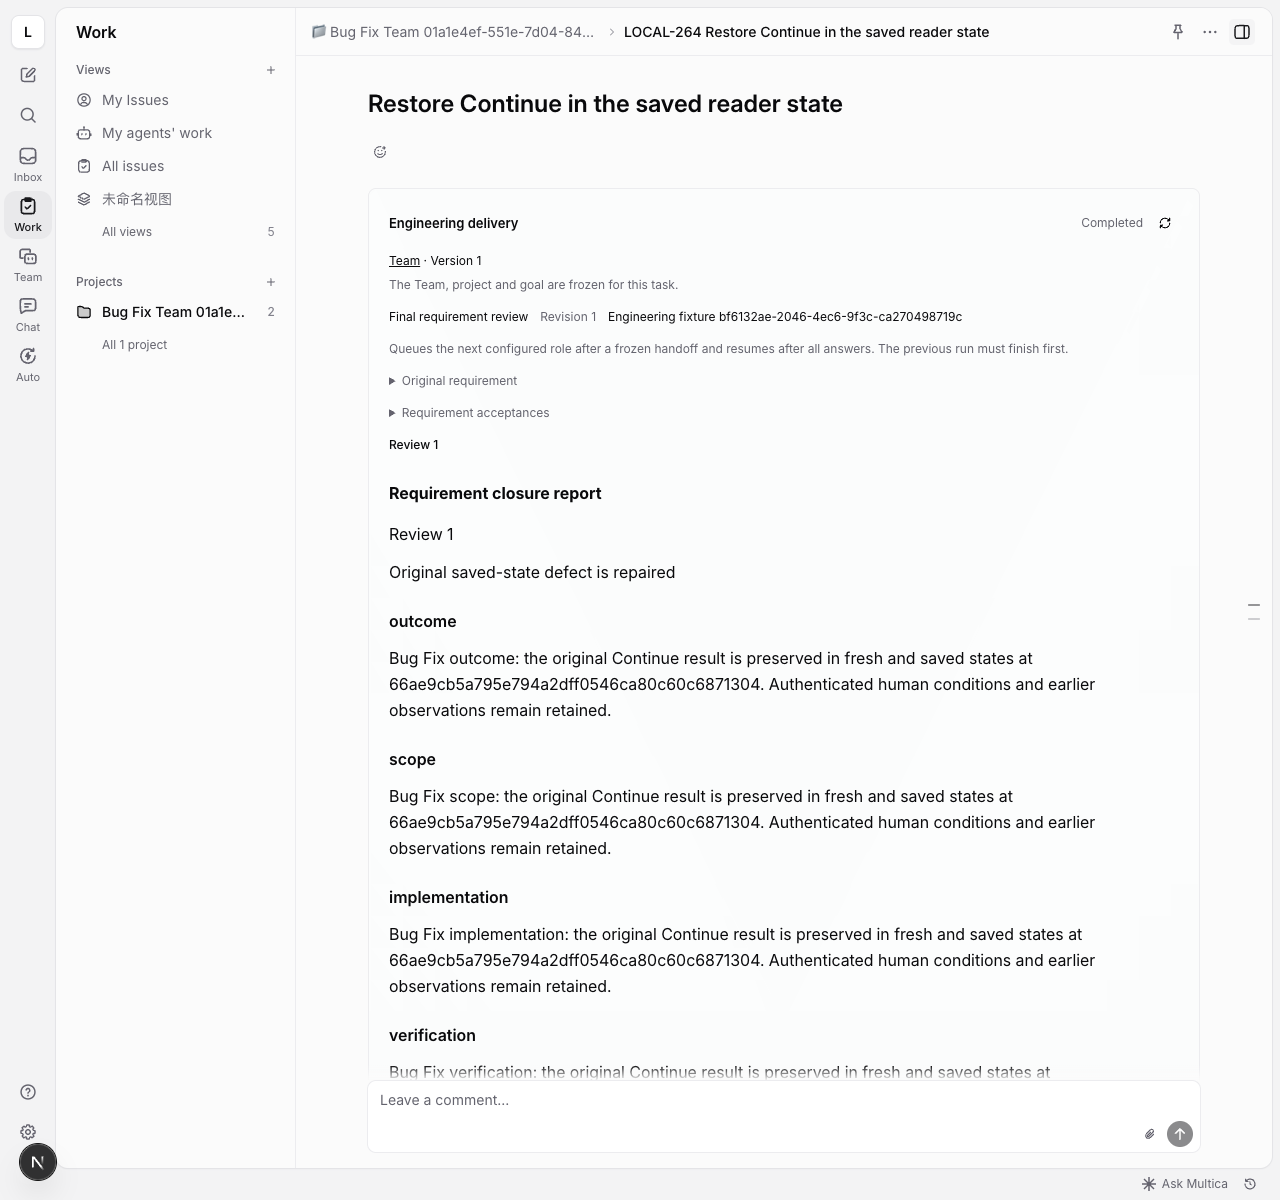 L
Inbox
Work
Team
Chat
Auto
N
Work
Views
My Issues
My agents' work
All issues
未命名视图
All views 5
Projects
Bug Fix Team 01a1e... 2
All 1 project
Bug Fix Team 01a1e4ef-551e-7d04-84... › LOCAL-264 Restore Continue in the saved reader state
Restore Continue in the saved reader state
Engineering delivery Completed
Team · Version 1
The Team, project and goal are frozen for this task.
Final requirement review Revision 1 Engineering fixture bf6132ae-2046-4ec6-9f3c-ca270498719c
Queues the next configured role after a frozen handoff and resumes after all answers. The previous run must finish first.
Original requirement
Requirement acceptances
Review 1
Requirement closure report
Review 1
Original saved-state defect is repaired
outcome
Bug Fix outcome: the original Continue result is preserved in fresh and saved states at
66ae9cb5a795e794a2dff0546ca80c60c6871304. Authenticated human conditions and earlier
observations remain retained.
scope
Bug Fix scope: the original Continue result is preserved in fresh and saved states at
66ae9cb5a795e794a2dff0546ca80c60c6871304. Authenticated human conditions and earlier
observations remain retained.
implementation
Bug Fix implementation: the original Continue result is preserved in fresh and saved states at
66ae9cb5a795e794a2dff0546ca80c60c6871304. Authenticated human conditions and earlier
observations remain retained.
verification
Bug Fix verification: the original Continue result is preserved in fresh and saved states at
Leave a comment...
Ask Multica